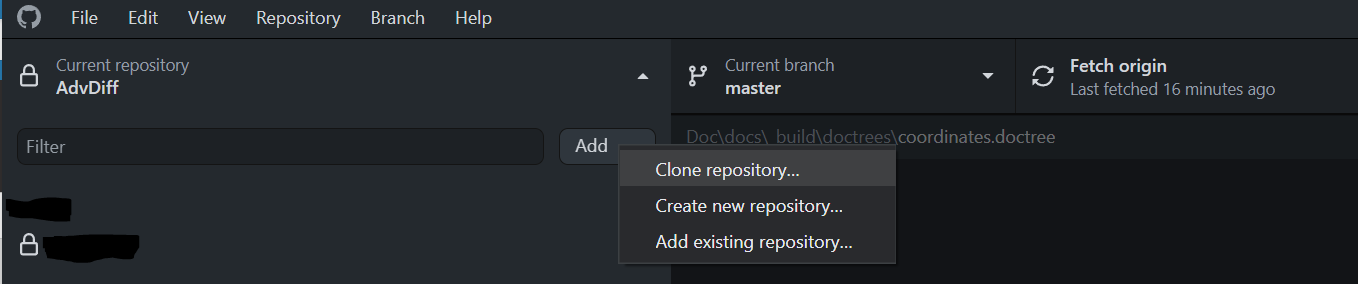 File Edit View Repository Branch Help
Current repository
AdvDiff
Current branch
master
Fetch origin
Last fetched 16 minutes ago
Filter
Add
Doc\docs\_build\doctrees\coordinates.doctree
Clone repository...
Create new repository...
Add existing repository...